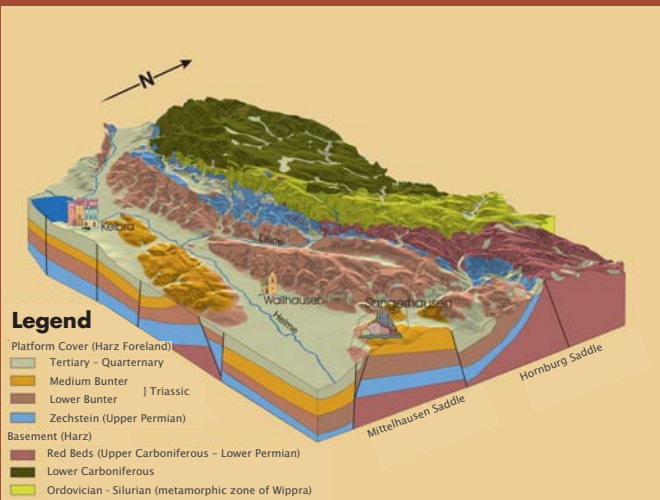 N
Kelbra
Leine
Wallhausen
Sangerhausen
Helme
Hornburg Saddle
Mittelhausen Saddle
Legend
Platform Cover (Harz Foreland)
Tertiary – Quarternary
Medium Bunter
} Triassic
Lower Bunter
Zechstein (Upper Permian)
Basement (Harz)
Red Beds (Upper Carboniferous – Lower Permian)
Lower Carboniferous
Ordovician - Silurian (metamorphic zone of Wippra)